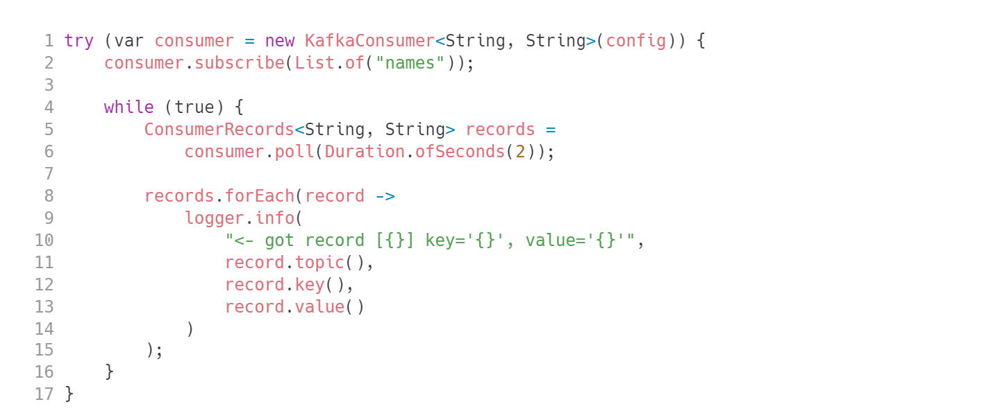 1 try (var consumer = new KafkaConsumer<String, String>(config)) {
2     consumer.subscribe(List.of("names"));
3
4     while (true) {
5         ConsumerRecords<String, String> records =
6             consumer.poll(Duration.ofSeconds(2));
7
8         records.forEach(record ->
9             logger.info(
10                 "<- got record [{}] key='{}', value='{}'",
11                 record.topic(),
12                 record.key(),
13                 record.value()
14             )
15         );
16     }
17 }